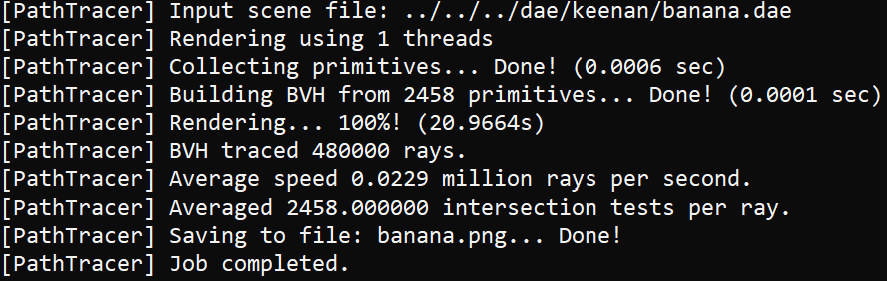 [PathTracer] Input scene file: ../../../dae/keenan/banana.dae
[PathTracer] Rendering using 1 threads
[PathTracer] Collecting primitives... Done! (0.0006 sec)
[PathTracer] Building BVH from 2458 primitives... Done! (0.0001 sec)
[PathTracer] Rendering... 100%! (20.9664s)
[PathTracer] BVH traced 480000 rays.
[PathTracer] Average speed 0.0229 million rays per second.
[PathTracer] Averaged 2458.000000 intersection tests per ray.
[PathTracer] Saving to file: banana.png... Done!
[PathTracer] Job completed.